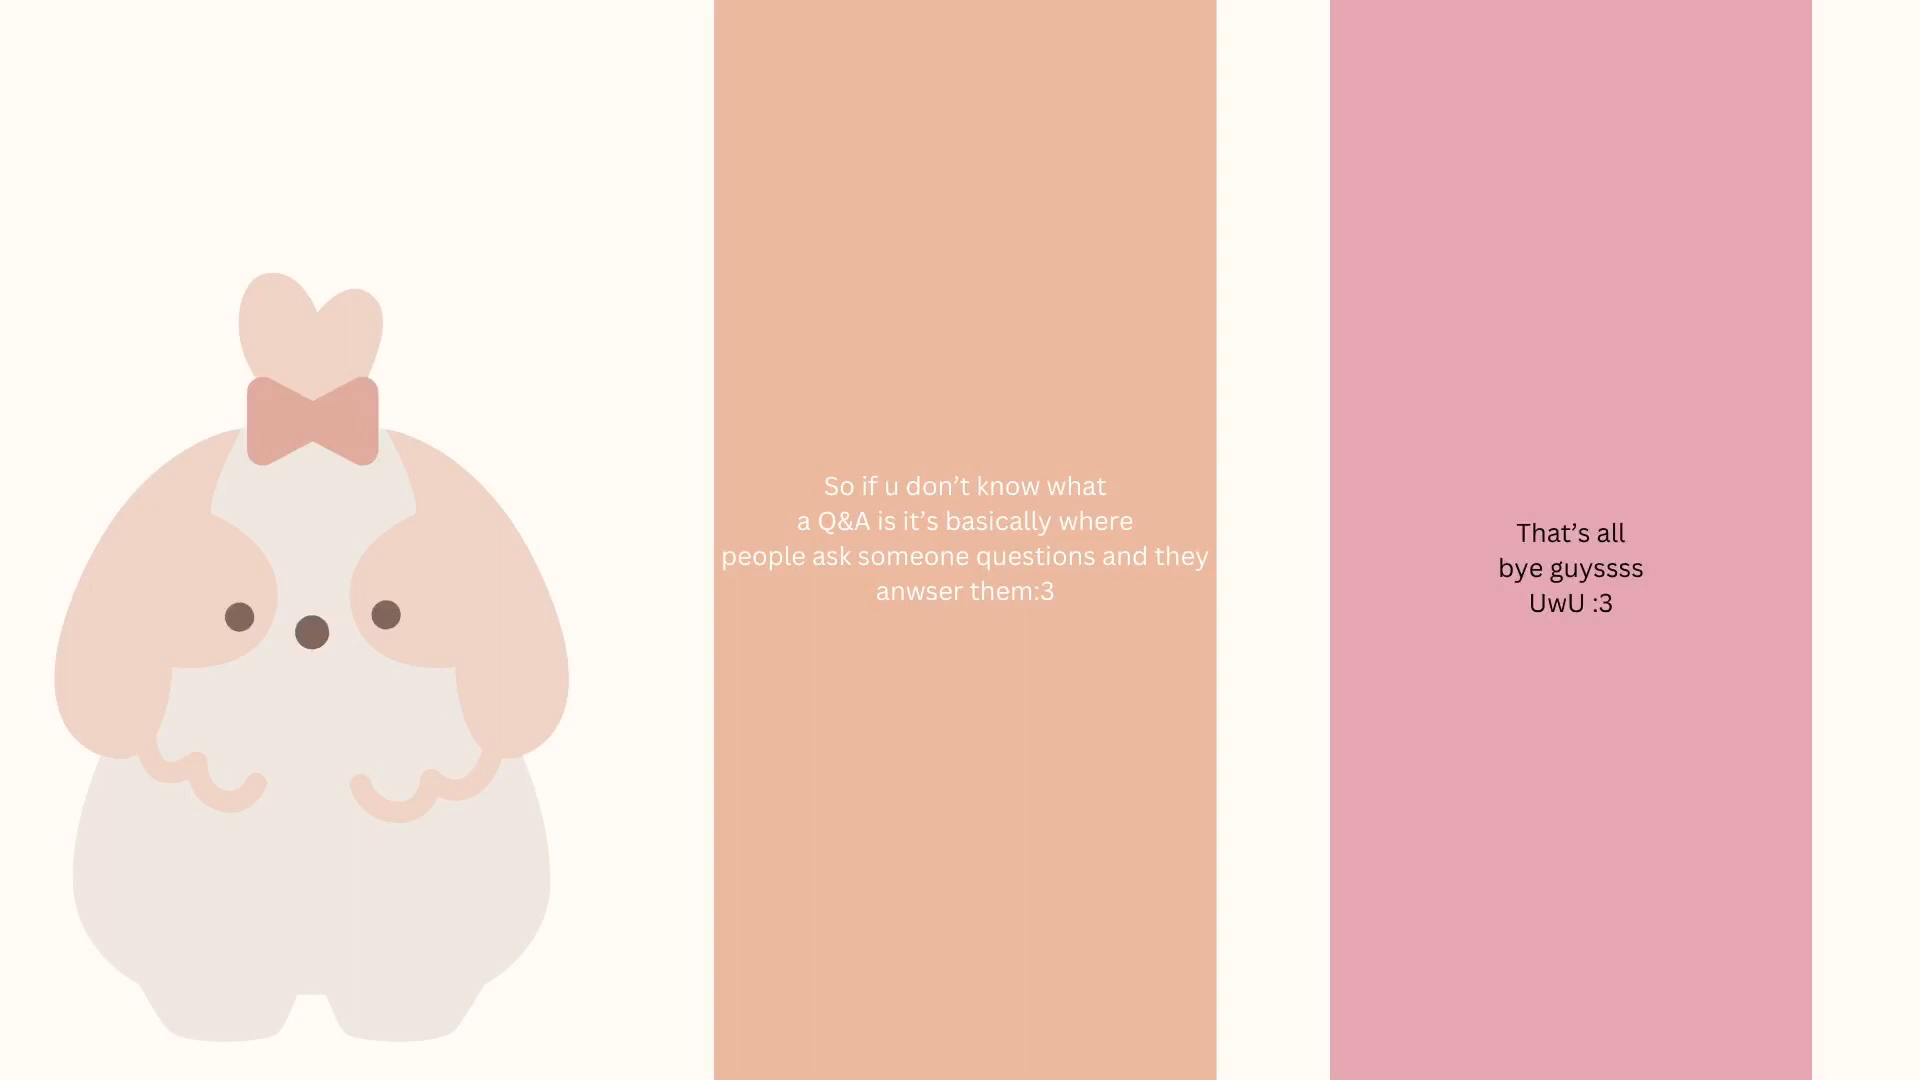 So if u don’t know what
a Q&A is it’s basically where
people ask someone questions and they
anwser them:3
That’s all
bye guyssss
UwU :3